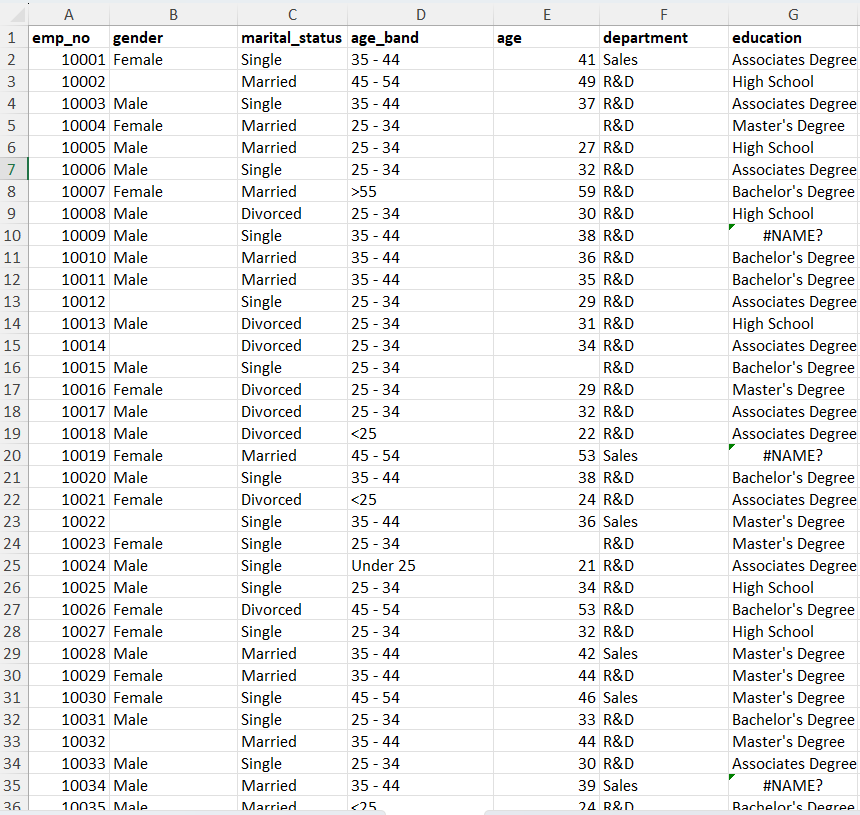 A B C D E F G
1 emp_no gender marital_status age_band age department education
2 10001 Female Single 35 - 44 41 Sales Associates Degree
3 10002 Married 45 - 54 49 R&D High School
4 10003 Male Single 35 - 44 37 R&D Associates Degree
5 10004 Female Married 25 - 34 R&D Master's Degree
6 10005 Male Married 25 - 34 27 R&D High School
7 10006 Male Single 25 - 34 32 R&D Associates Degree
8 10007 Female Married >55 59 R&D Bachelor's Degree
9 10008 Male Divorced 25 - 34 30 R&D High School
10 10009 Male Single 35 - 44 38 R&D #NAME?
11 10010 Male Married 35 - 44 36 R&D Bachelor's Degree
12 10011 Male Married 35 - 44 35 R&D Bachelor's Degree
13 10012 Single 25 - 34 29 R&D Associates Degree
14 10013 Male Divorced 25 - 34 31 R&D High School
15 10014 Divorced 25 - 34 34 R&D Associates Degree
16 10015 Male Single 25 - 34 R&D Bachelor's Degree
17 10016 Female Divorced 25 - 34 29 R&D Master's Degree
18 10017 Male Divorced 25 - 34 32 R&D Associates Degree
19 10018 Male Divorced <25 22 R&D Associates Degree
20 10019 Female Married 45 - 54 53 Sales #NAME?
21 10020 Male Single 35 - 44 38 R&D Bachelor's Degree
22 10021 Female Divorced <25 24 R&D Associates Degree
23 10022 Single 35 - 44 36 Sales Master's Degree
24 10023 Female Single 25 - 34 R&D Master's Degree
25 10024 Male Single Under 25 21 R&D Associates Degree
26 10025 Male Single 25 - 34 34 R&D High School
27 10026 Female Divorced 45 - 54 53 R&D Bachelor's Degree
28 10027 Female Single 25 - 34 32 R&D High School
29 10028 Male Married 35 - 44 42 Sales Master's Degree
30 10029 Female Married 35 - 44 44 R&D Master's Degree
31 10030 Female Single 45 - 54 46 Sales Master's Degree
32 10031 Male Single 25 - 34 33 R&D Bachelor's Degree
33 10032 Married 35 - 44 44 R&D Master's Degree
34 10033 Male Single 25 - 34 30 R&D Associates Degree
35 10034 Male Married 35 - 44 39 Sales #NAME?
36 10035 Male Married <25 24 R&D Bachelor's Degree